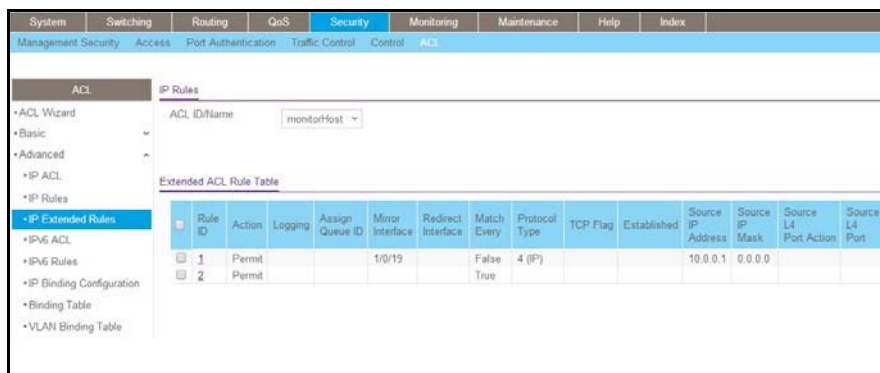 System Switching Routing QoS Security Monitoring Maintenance Help Index
Management Security Access Port Authentication Traffic Control Control ACL
ACL
•ACL Wizard
•Basic
•Advanced
•IP ACL
•IP Rules
•IP Extended Rules
•IPv6 ACL
•IPv6 Rules
•IP Binding Configuration
•Binding Table
•VLAN Binding Table
IP Rules
ACL ID/Name monitorHost
Extended ACL Rule Table
Rule ID Action Logging Assign Queue ID Mirror Interface Redirect Interface Match Every Protocol Type TCP Flag Established Source IP Address Source IP Mask Source L4 Port Action Source L4 Port
1 Permit 1/0/19 False 4 (IP) 10.0.0.1 0.0.0.0
2 Permit True